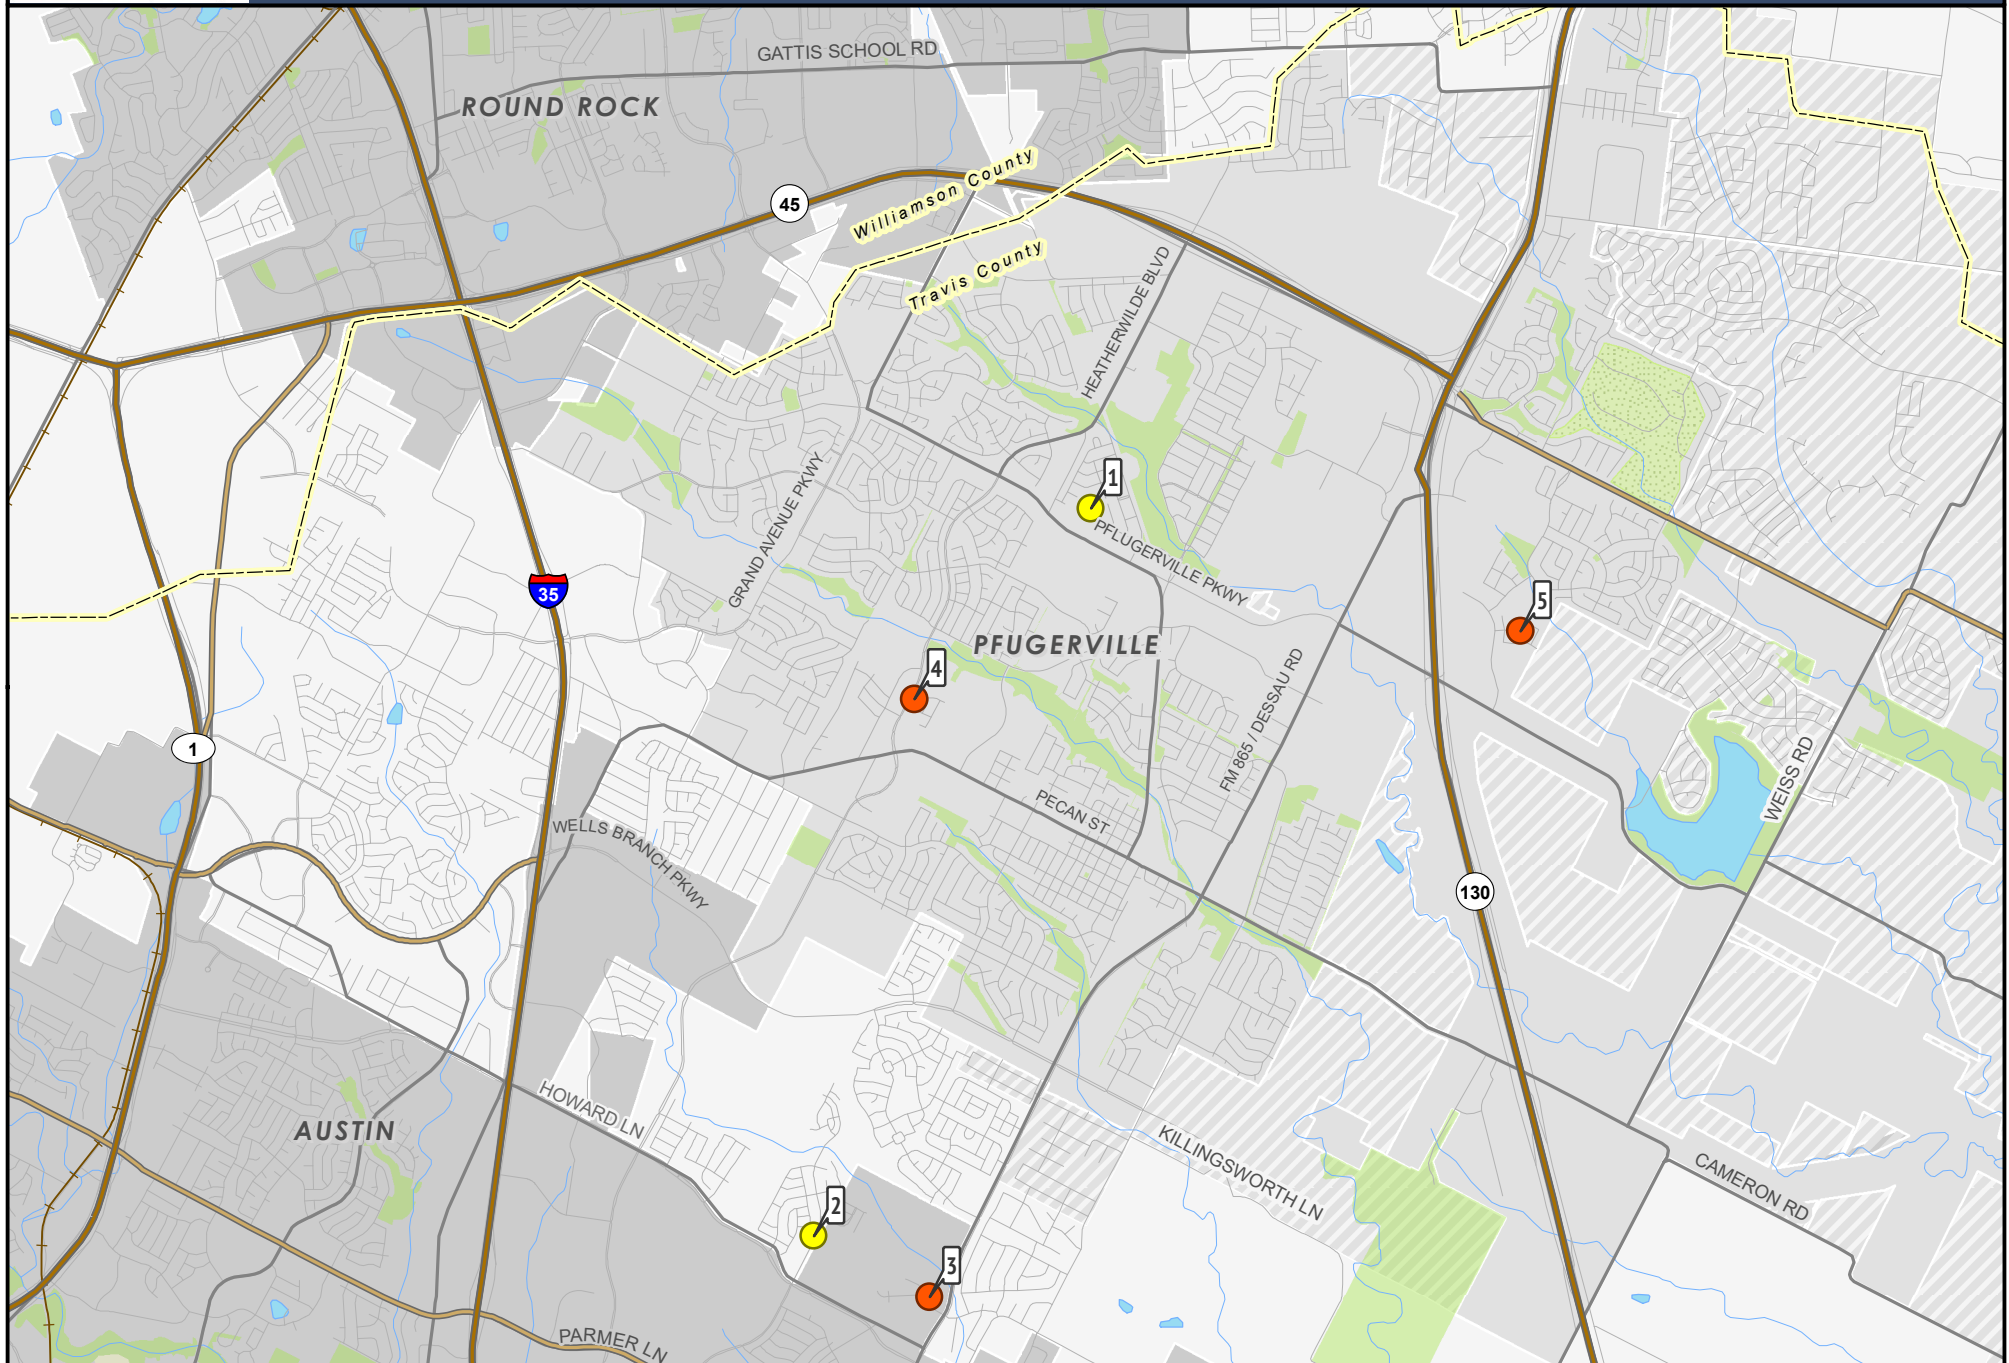 GATTIS SCHOOL RD
ROUND ROCK
Williamson County
45
Travis County
HEATHERWILDE BLVD
1
GRAND AVENUE PKWY
PFLUGERVILLE PKWY
35
5
PFUGERVILLE
4
FM 865 / DESSAU RD
1
WEISS RD
PECAN ST
WELLS BRANCH PKWY
130
HOWARD LN
AUSTIN
KILLINGSWORTH LN
CAMERON RD
2
3
PARMER LN